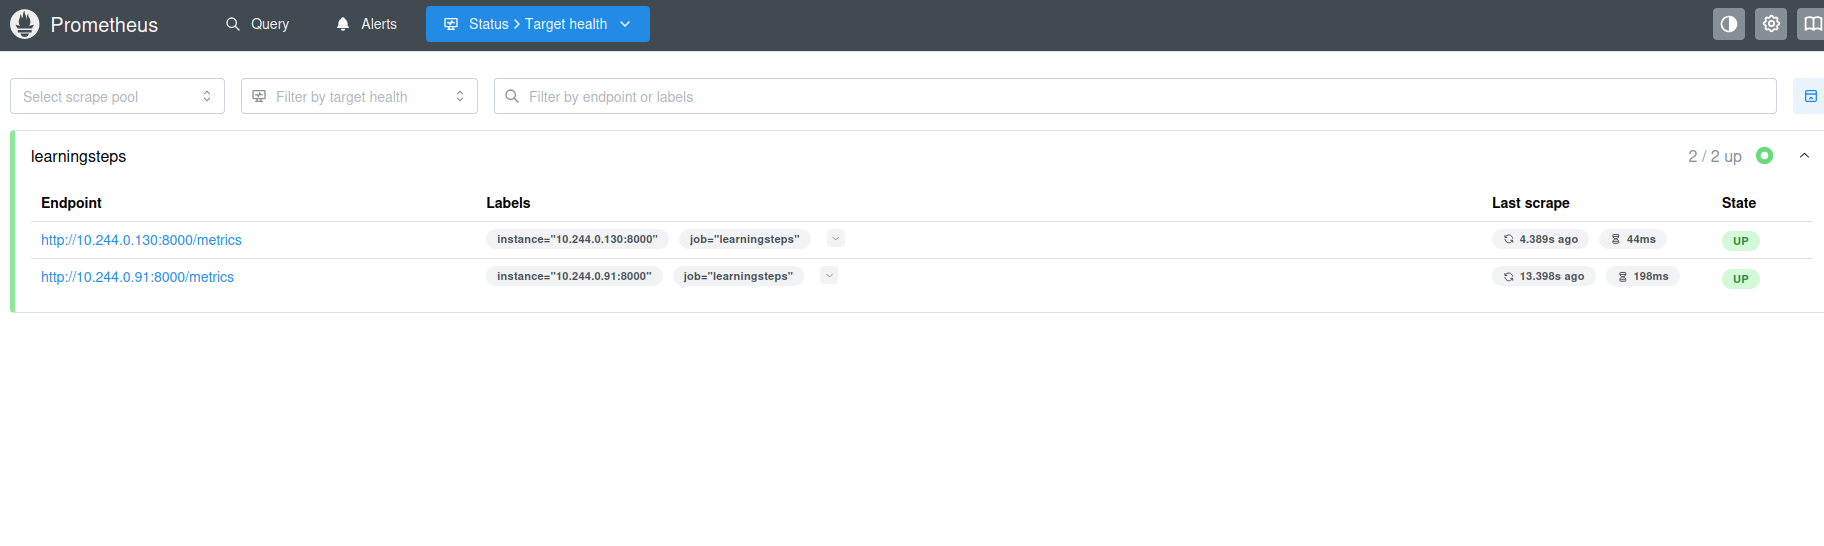 Prometheus Query Alerts Status > Target health
Select scrape pool Filter by target health Filter by endpoint or labels
learningsteps 2 / 2 up
Endpoint Labels Last scrape State
http://10.244.0.130:8000/metrics instance="10.244.0.130:8000" job="learningsteps" 4.389s ago 44ms UP
http://10.244.0.91:8000/metrics instance="10.244.0.91:8000" job="learningsteps" 13.398s ago 198ms UP